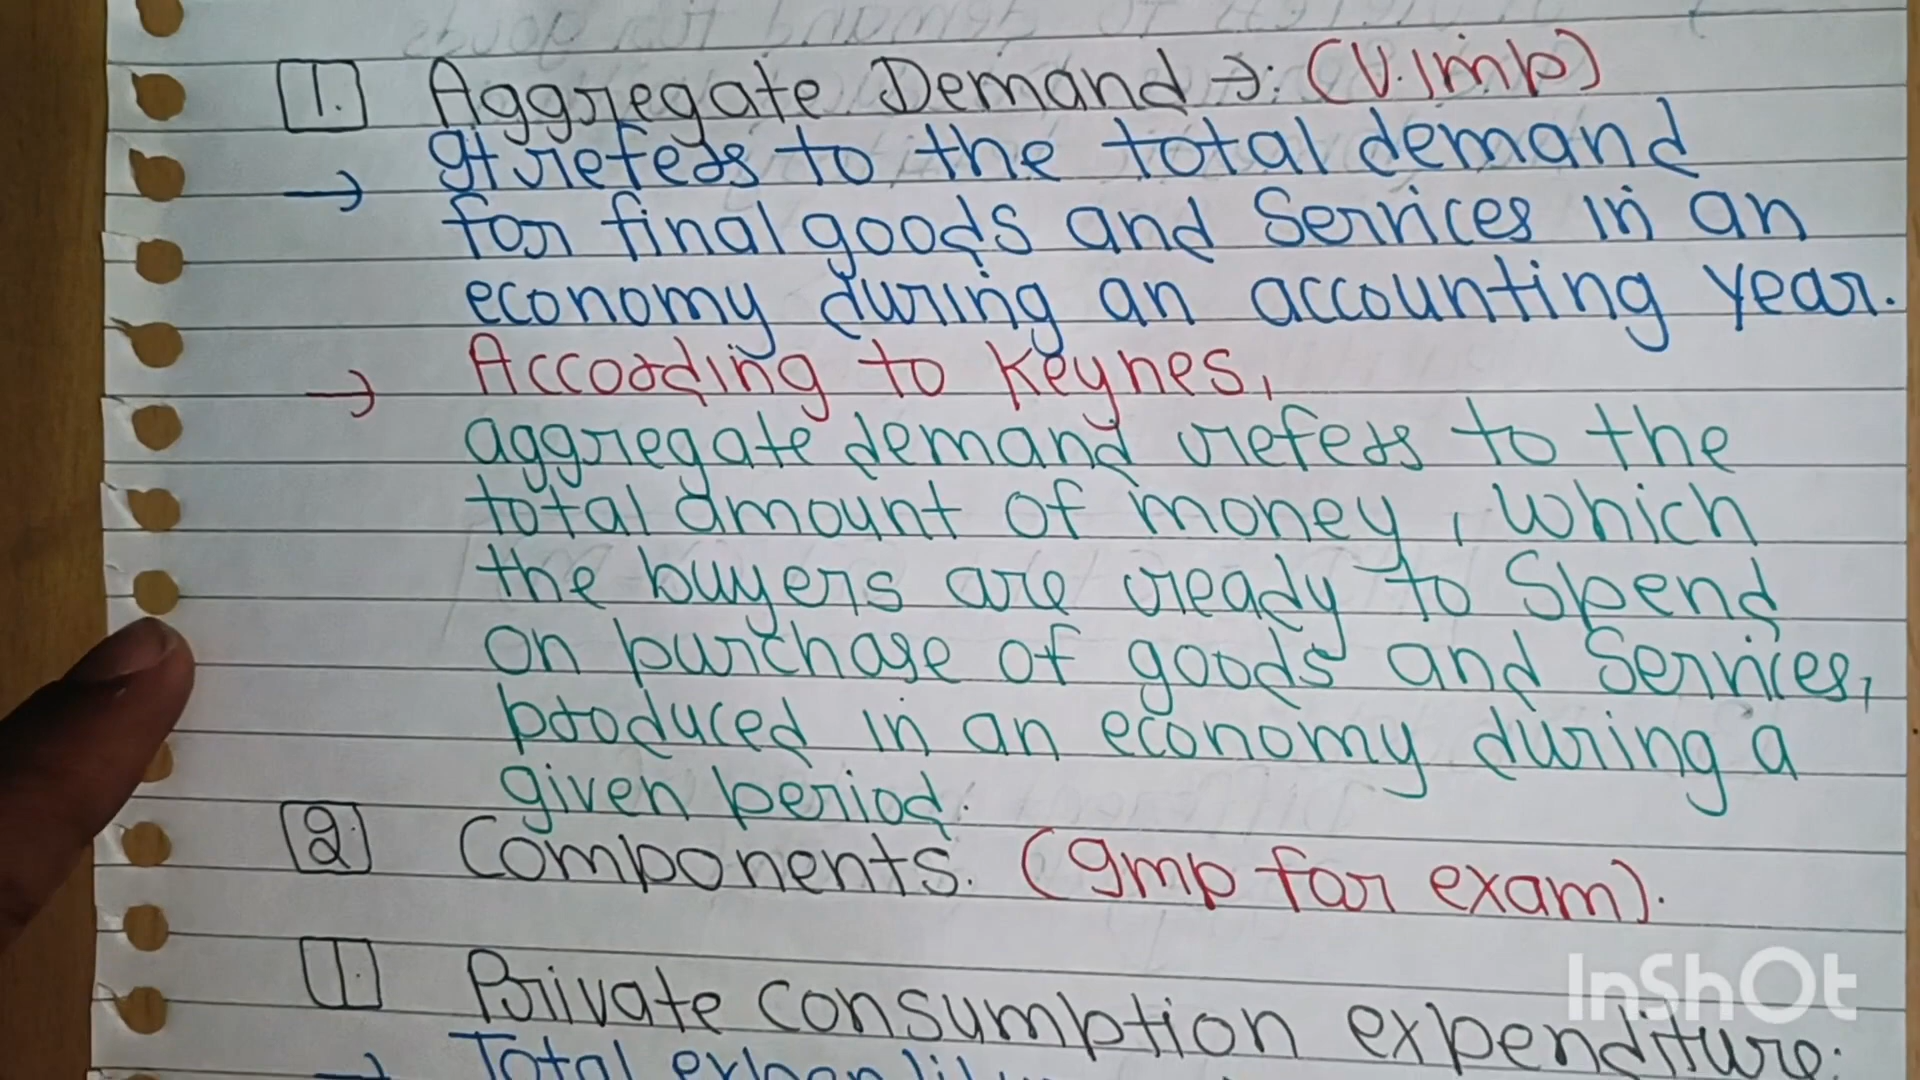 1. Aggregate Demand →: (V.Imp)
→ It refers to the total demand
for final goods and Services in an
economy during an accounting year.
→ According to Keynes,
aggregate demand refers to the
total amount of money, which
the buyers are ready to Spend
on purchase of goods and Services,
produced in an economy during a
given period.
2. Components. (Imp for exam).
1. Private consumption expenditure:
→ Total
InShOt